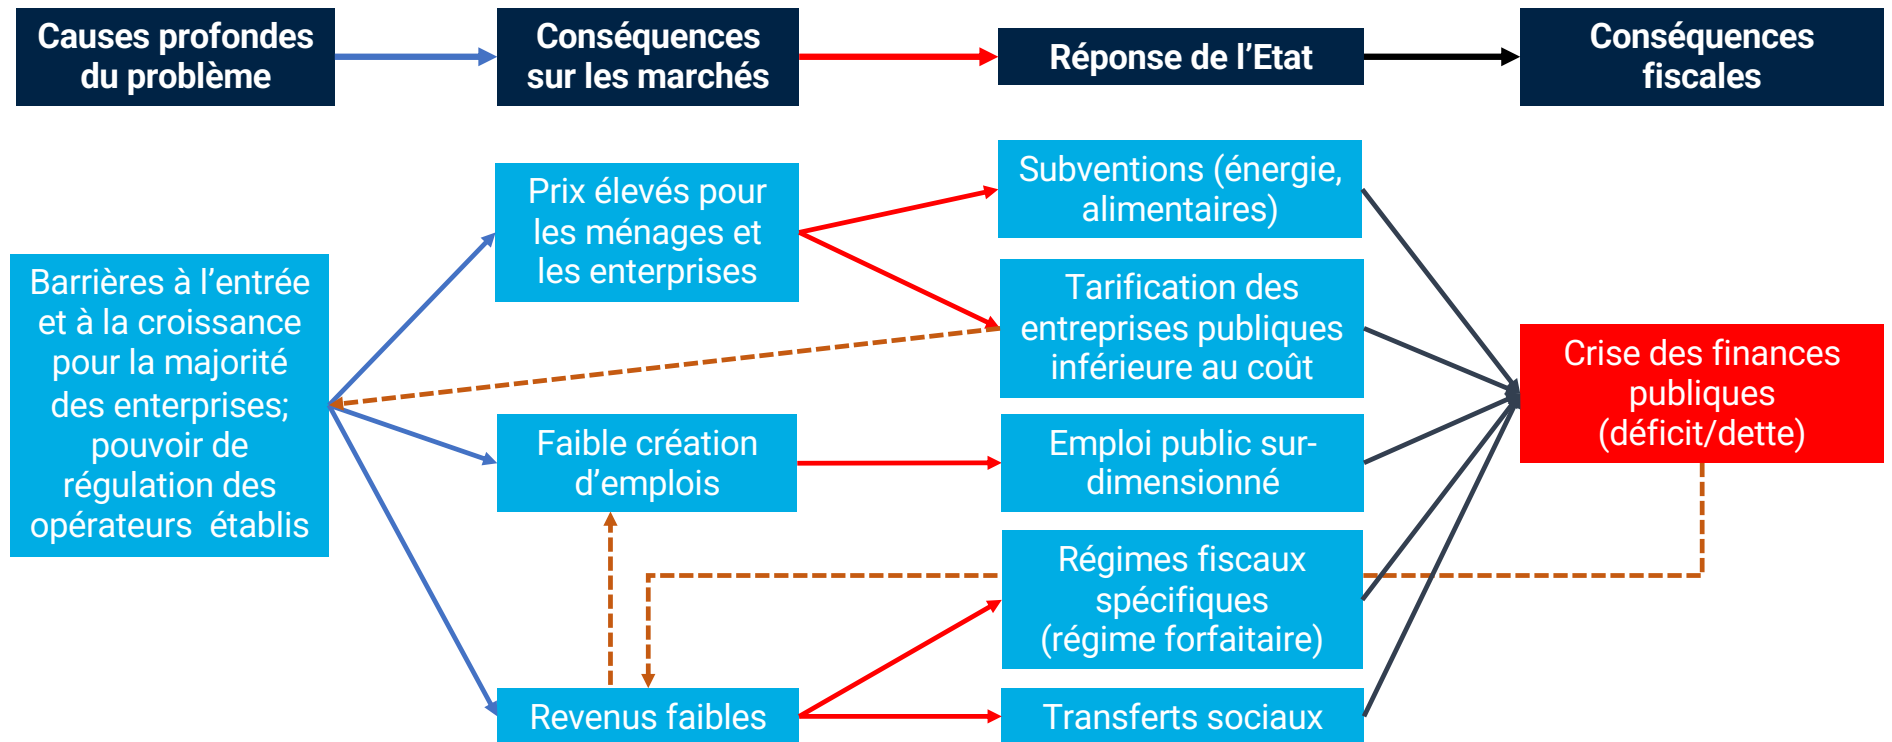 Causes profondes
du problème
Conséquences
sur les marchés
Réponse de l’Etat
Conséquences
fiscales
Barrières à l’entrée
et à la croissance
pour la majorité
des enterprises;
pouvoir de
régulation des
opérateurs  établis
Prix élevés pour
les ménages et
les enterprises
Faible création
d’emplois
Revenus faibles
Subventions (énergie,
alimentaires)
Tarification des
entreprises publiques
inférieure au coût
Emploi public sur-
dimensionné
Régimes fiscaux
spécifiques
(régime forfaitaire)
Transferts sociaux
Crise des finances
publiques
(déficit/dette)